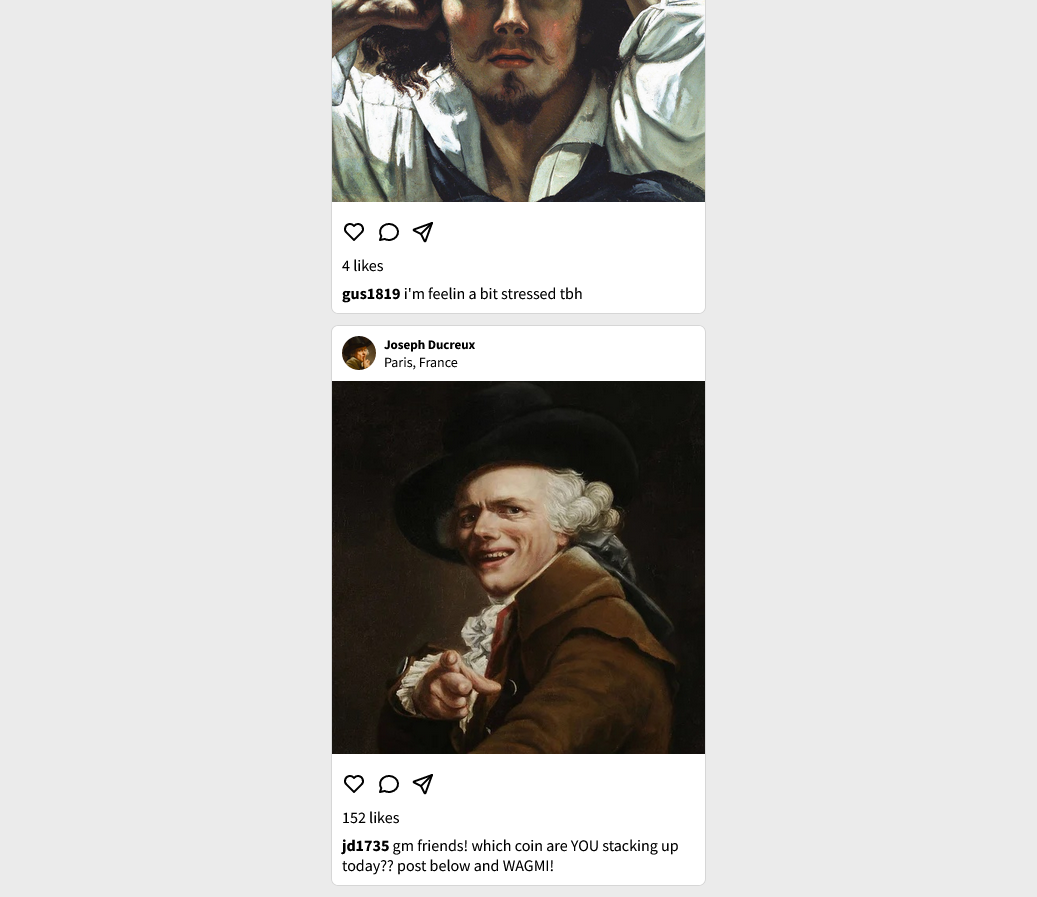 4 likes
gus1819 i'm feelin a bit stressed tbh
Joseph Ducreux
Paris, France
152 likes
jd1735 gm friends! which coin are YOU stacking up
today?? post below and WAGMI!